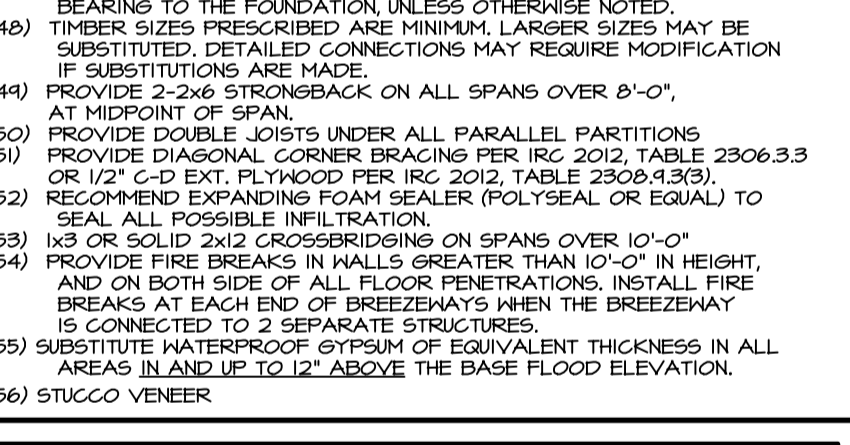 BEARING TO THE FOUNDATION, UNLESS OTHERWISE NOTED.
48) TIMBER SIZES PRESCRIBED ARE MINIMUM. LARGER SIZES MAY BE
SUBSTITUTED. DETAILED CONNECTIONS MAY REQUIRE MODIFICATION
IF SUBSTITUTIONS ARE MADE.
49) PROVIDE 2-2x6 STRONGBACK ON ALL SPANS OVER 8'-0",
AT MIDPOINT OF SPAN.
50) PROVIDE DOUBLE JOISTS UNDER ALL PARALLEL PARTITIONS
51) PROVIDE DIAGONAL CORNER BRACING PER IRC 2012, TABLE 2306.3.3
OR 1/2" C-D EXT. PLYWOOD PER IRC 2012, TABLE 2308.9.3(3).
52) RECOMMEND EXPANDING FOAM SEALER (POLYSEAL OR EQUAL) TO
SEAL ALL POSSIBLE INFILTRATION.
53) 1x3 OR SOLID 2x12 CROSSBRIDGING ON SPANS OVER 10'-0"
54) PROVIDE FIRE BREAKS IN WALLS GREATER THAN 10'-0" IN HEIGHT,
AND ON BOTH SIDE OF ALL FLOOR PENETRATIONS. INSTALL FIRE
BREAKS AT EACH END OF BREEZEWAYS WHEN THE BREEZEWAY
IS CONNECTED TO 2 SEPARATE STRUCTURES.
55) SUBSTITUTE WATERPROOF GYPSUM OF EQUIVALENT THICKNESS IN ALL
AREAS IN AND UP TO 12" ABOVE THE BASE FLOOD ELEVATION.
56) STUCCO VENEER